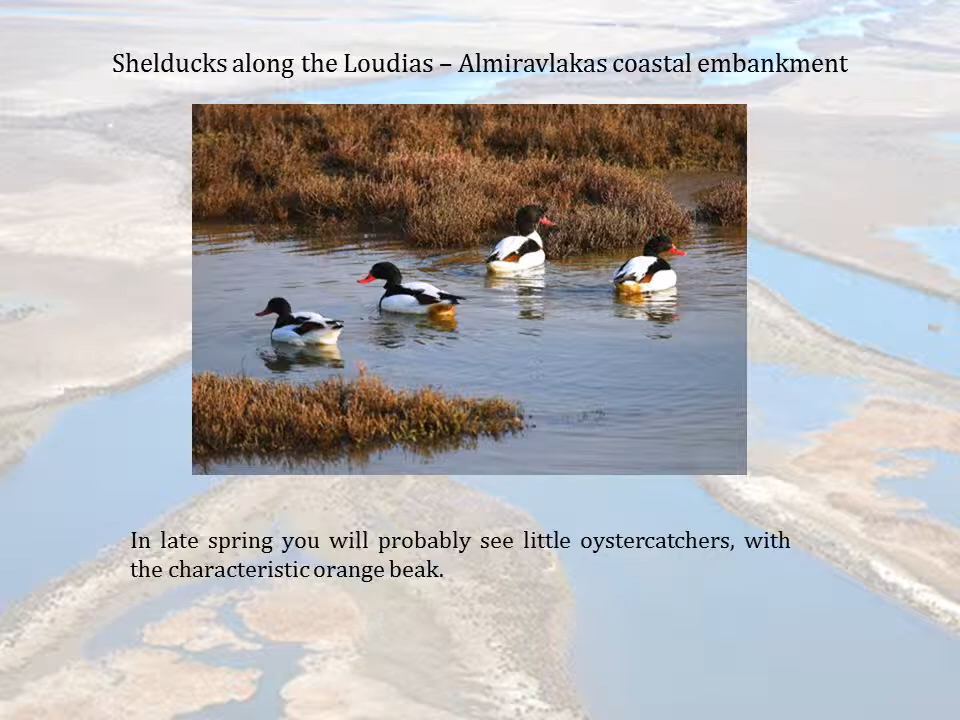 Shelducks along the Loudias – Almiravlakas coastal embankment
In late spring you will probably see little oystercatchers, with
the characteristic orange beak.